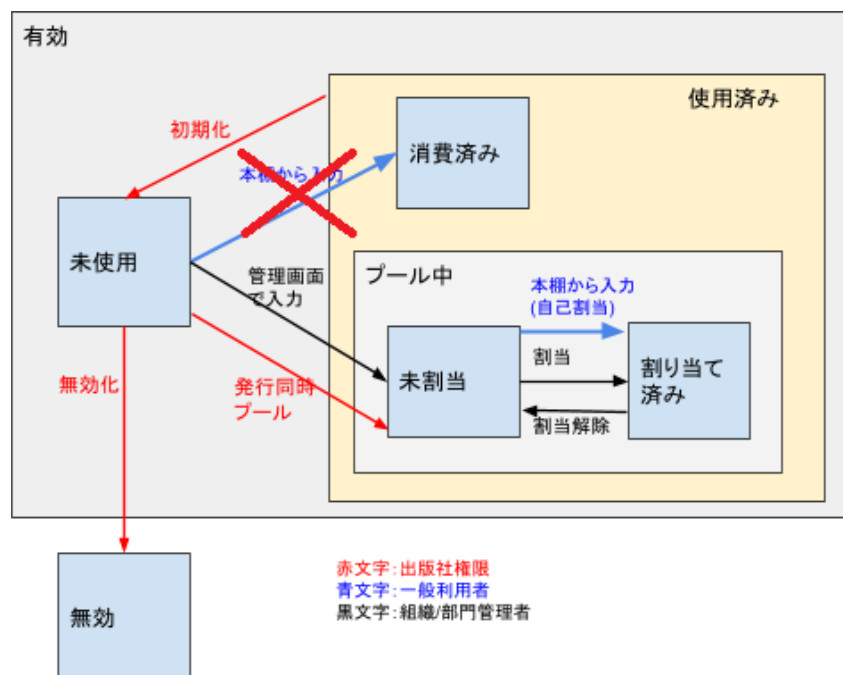 有効
使用済み
消費済み
初期化
本棚から入力
未使用
管理画面
で入力
プール中
本棚から入力
(自己割当)
未割当
割当
割り当て
済み
割当解除
無効化
発行同時
プール
無効
赤文字：出版社権限
青文字：一般利用者
黒文字：組織/部門管理者